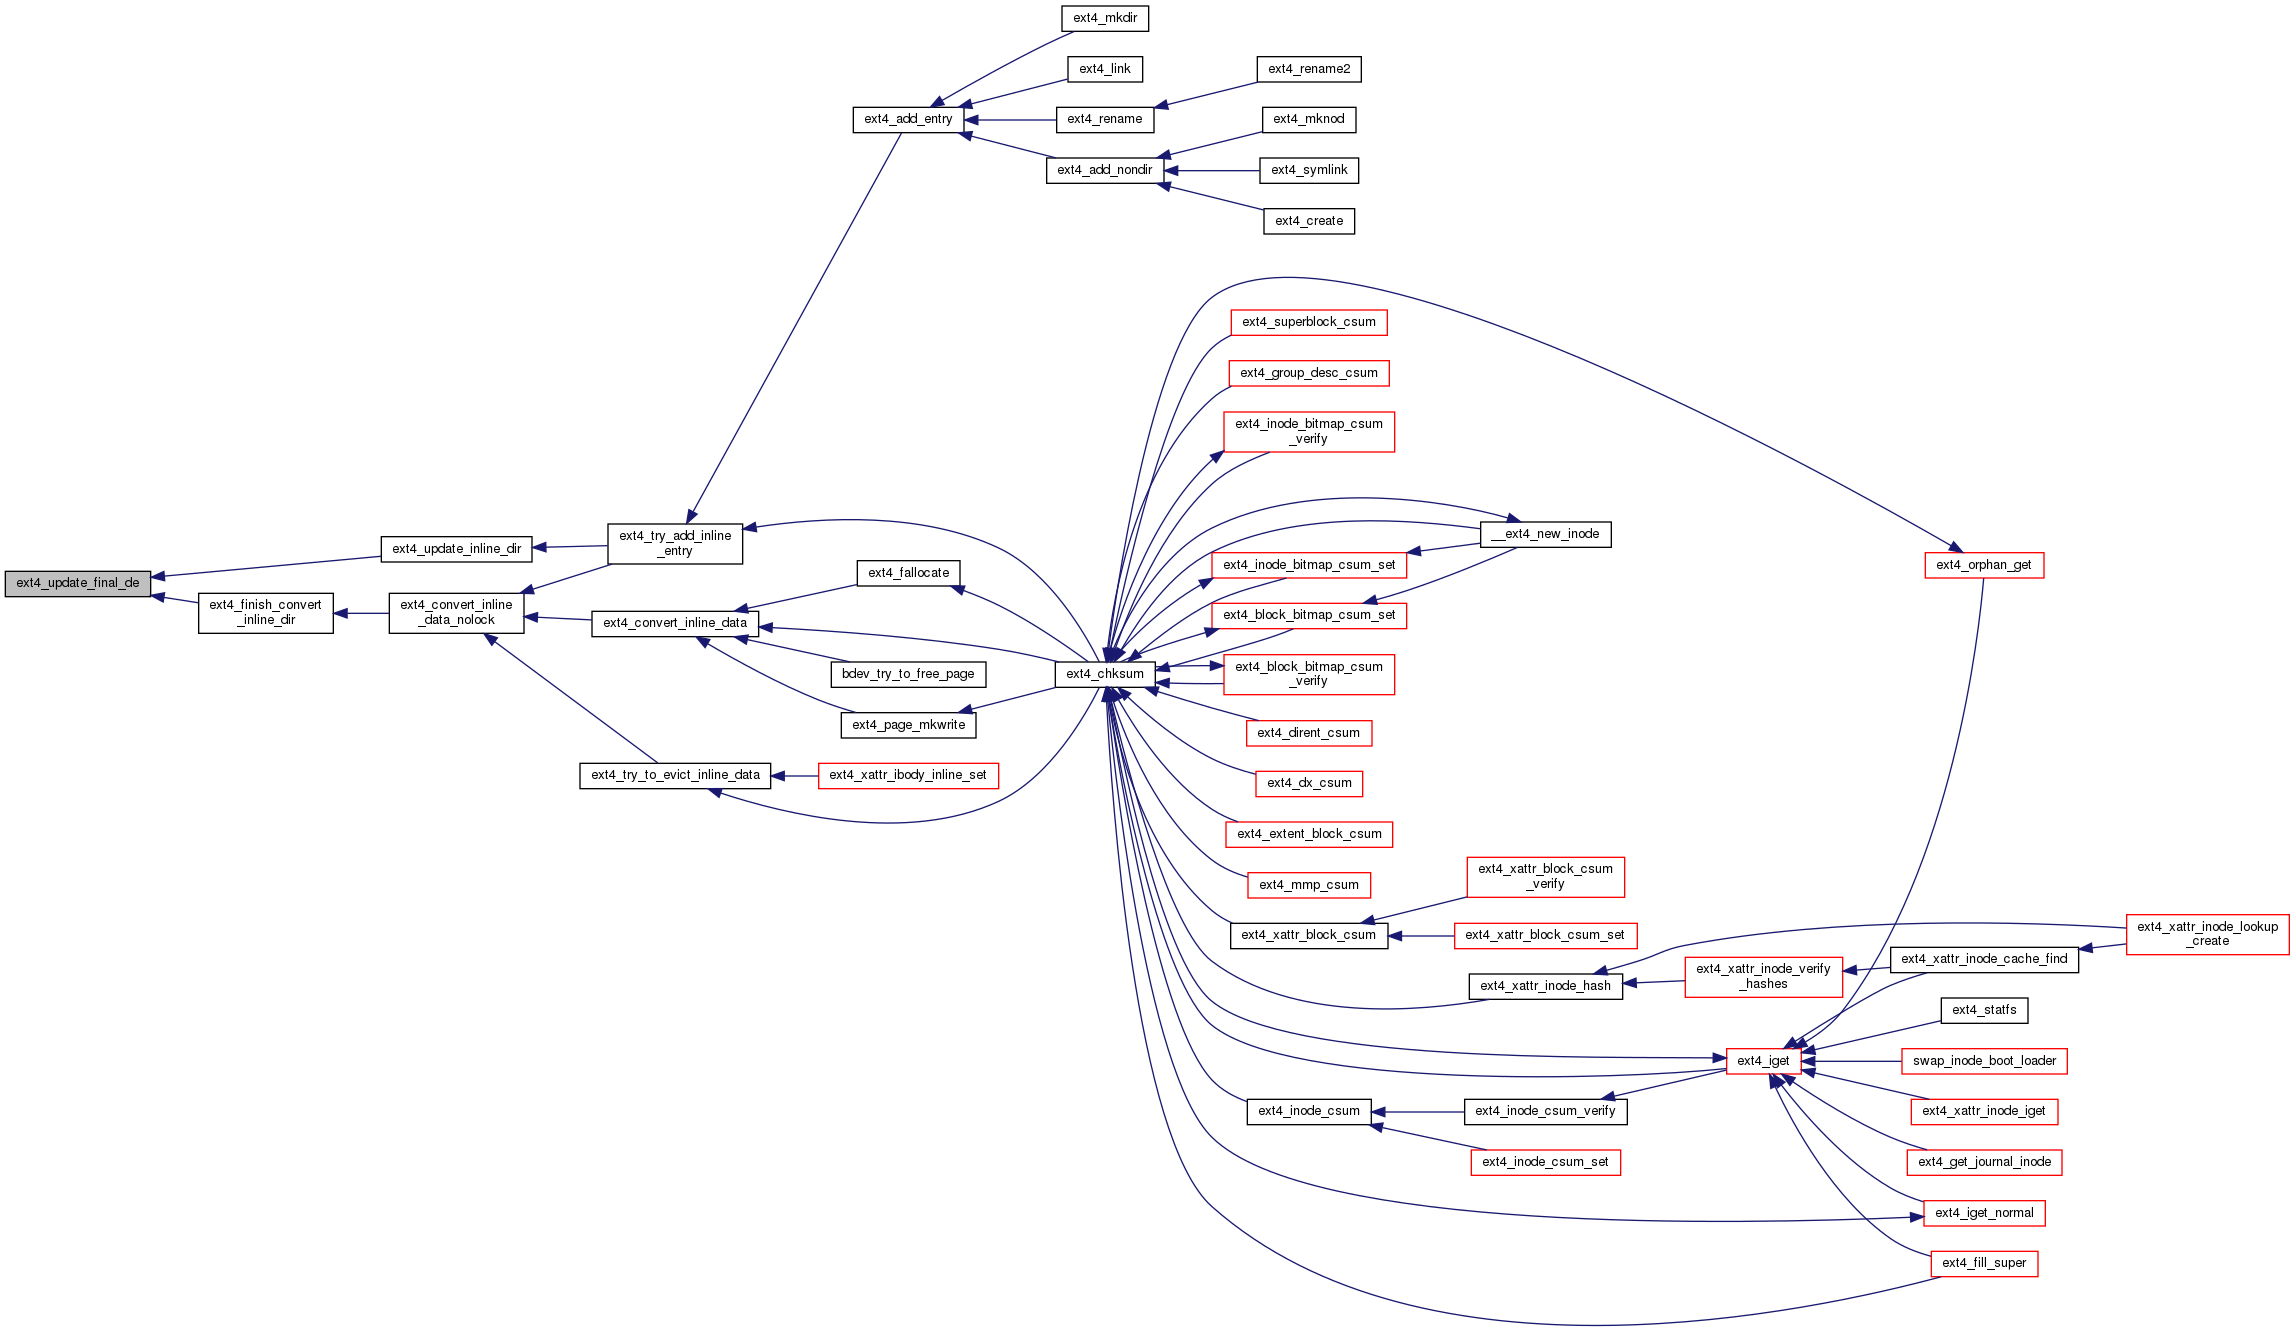 ext4_mkdir
ext4_link
ext4_rename2
ext4_add_entry
ext4_rename
ext4_mknod
ext4_add_nondir
ext4_symlink
ext4_create
ext4_superblock_csum
ext4_group_desc_csum
ext4_inode_bitmap_csum
_verify
ext4_try_add_inline
_entry
__ext4_new_inode
ext4_update_inline_dir
ext4_inode_bitmap_csum_set
ext4_orphan_get
ext4_update_final_de
ext4_fallocate
ext4_finish_convert
_inline_dir
ext4_convert_inline
_data_nolock
ext4_convert_inline_data
ext4_block_bitmap_csum_set
bdev_try_to_free_page
ext4_chksum
ext4_block_bitmap_csum
_verify
ext4_page_mkwrite
ext4_dirent_csum
ext4_try_to_evict_inline_data
ext4_xattr_ibody_inline_set
ext4_dx_csum
ext4_extent_block_csum
ext4_mmp_csum
ext4_xattr_block_csum
_verify
ext4_xattr_block_csum
ext4_xattr_block_csum_set
ext4_xattr_inode_lookup
_create
ext4_xattr_inode_cache_find
ext4_xattr_inode_hash
ext4_xattr_inode_verify
_hashes
ext4_statfs
ext4_iget
swap_inode_boot_loader
ext4_inode_csum
ext4_inode_csum_verify
ext4_xattr_inode_iget
ext4_inode_csum_set
ext4_get_journal_inode
ext4_iget_normal
ext4_fill_super